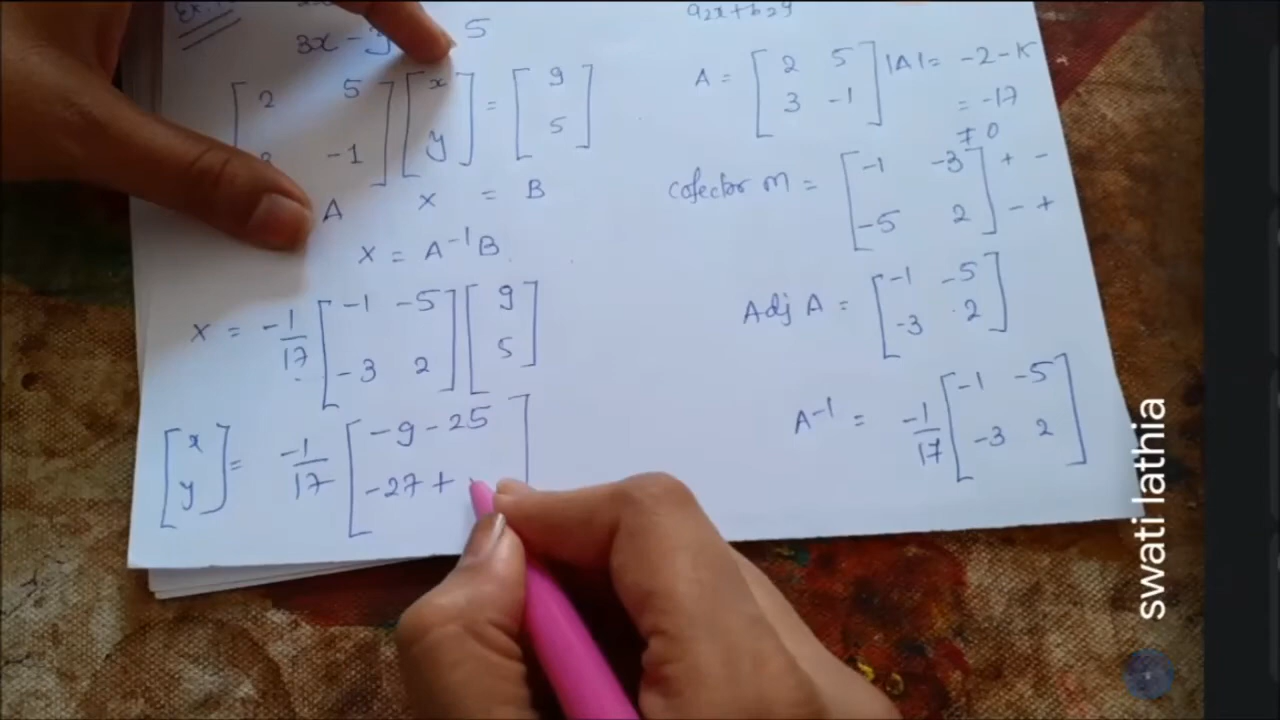 3x - 5
[2 5
-1] [x
y] = [9
5]
A X = B
X = A⁻¹B
X = -1/17 [-1 -5
-3 2] [9
5]
[x
y] = -1/17 [-9-25
-27+
a₂x+b₂y
A = [2 5
3 -1] |A| = -2-15
= -17
≠ 0
cofector m = [-1 -3
-5 2] + -
- +
Adj A = [-1 -5
-3 2]
A⁻¹ = -1/17 [-1 -5
-3 2]
swati lathia